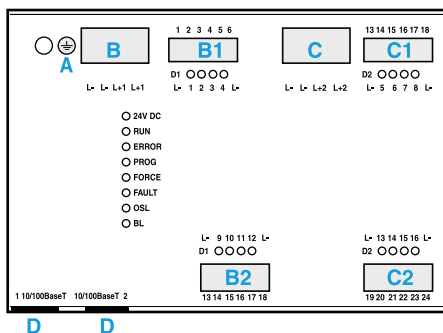 1 2 3 4 5 6
13 14 15 16 17 18
B
B1
C
C1
A
D1
D2
L- L- L+1 L+1
L- 1 2 3 4 L-
L- L- L+2 L+2
L- 5 6 7 8 L-
24V DC
RUN
ERROR
PROG
FORCE
FAULT
OSL
BL
L- 9 10 11 12 L-
L- 13 14 15 16 L-
D1
D2
B2
C2
1 10/100BaseT
10/100BaseT 2
13 14 15 16 17 18
19 20 21 22 23 24
D
D